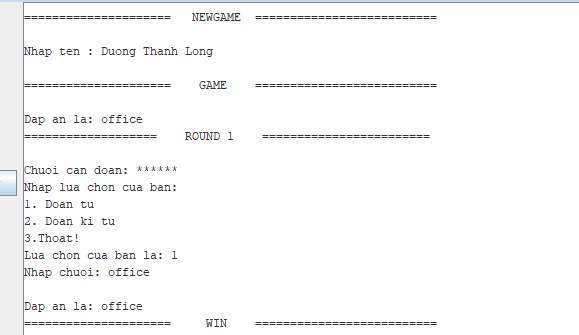 ===================== NEWGAME ==========================
Nhap ten : Duong Thanh Long
===================== GAME ==========================
Dap an la: office
=================== ROUND 1 ========================
Chuoi can doan: ******
Nhap lua chon cua ban:
1. Doan tu
2. Doan ki tu
3.Thoat!
Lua chon cua ban la: 1
Nhap chuoi: office
Dap an la: office
===================== WIN ==========================